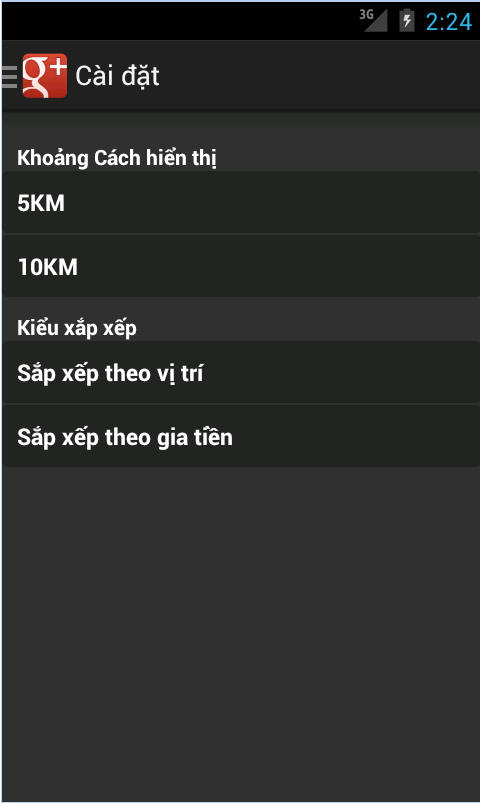 3G
2:24
g+ Cài đặt
Khoảng Cách hiển thị
5KM
10KM
Kiểu xắp xếp
Sắp xếp theo vị trí
Sắp xếp theo gia tiền